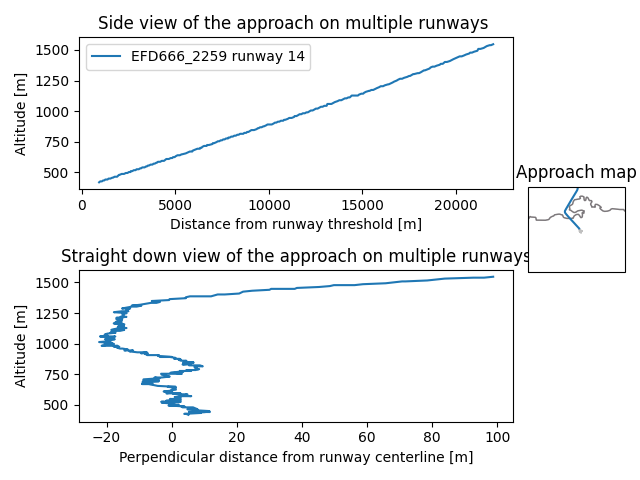 Side view of the approach on multiple runways
Altitude [m]
1500
1250
1000
750
500
EFD666_2259 runway 14
0
5000
10000
15000
20000
Distance from runway threshold [m]
Approach map
Straight down view of the approach on multiple runways
Altitude [m]
1500
1250
1000
750
500
−20
0
20
40
60
80
100
Perpendicular distance from runway centerline [m]